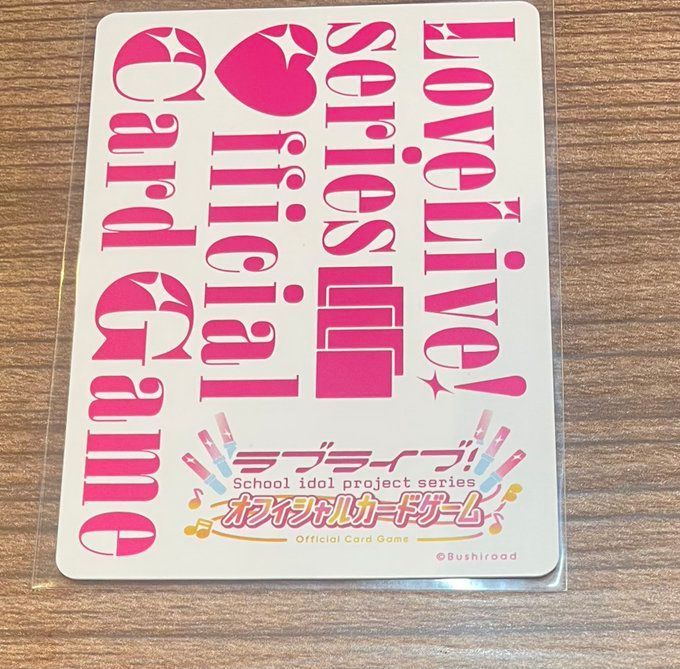 LoveLive!
series
fficial
Card Game
ラブライブ!
School idol project series
オフィシャルカードゲーム
Official Card Game
©Bushiroad